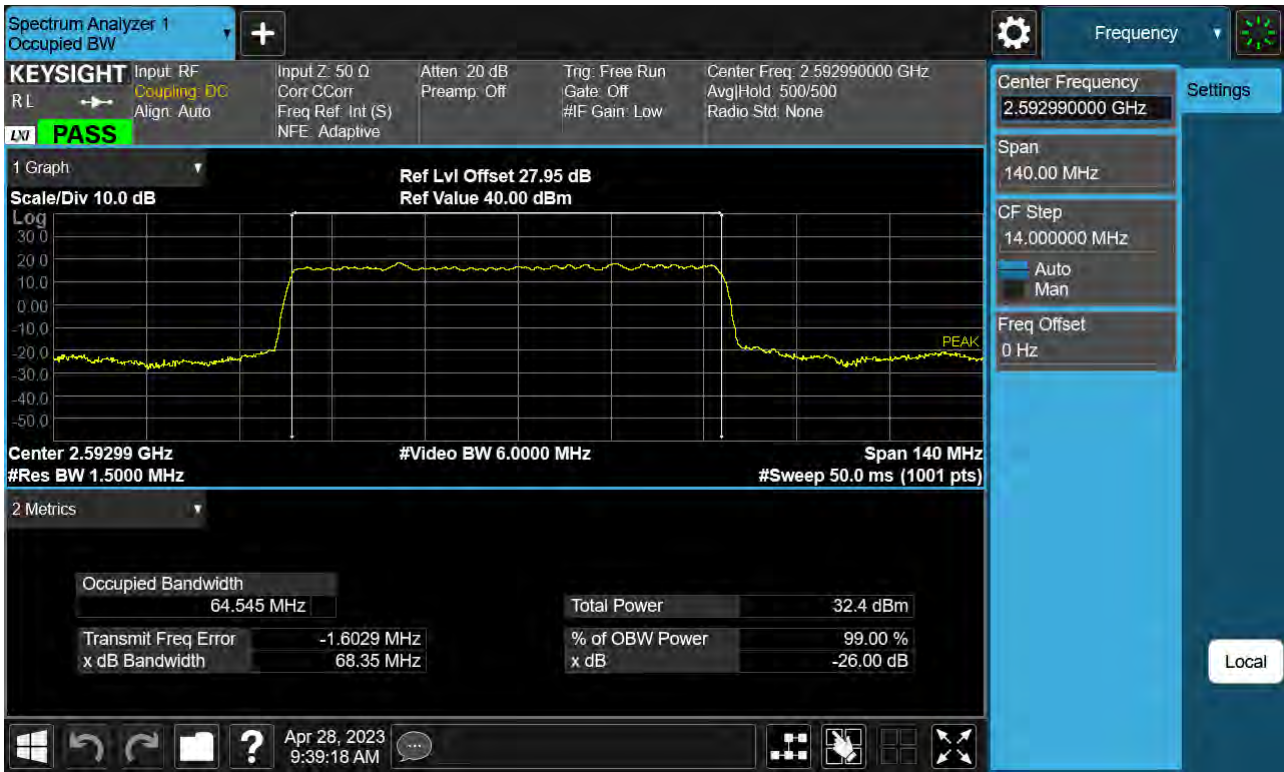 Spectrum Analyzer 1
Occupied BW
+
Frequency
KEYSIGHT
RL
LXI PASS
Input: RF
Coupling: DC
Align: Auto
Input Z: 50 Ω
Corr CCorr
Freq Ref: Int (S)
NFE: Adaptive
Atten: 20 dB
Preamp: Off
Trig: Free Run
Gate: Off
#IF Gain: Low
Center Freq: 2.592990000 GHz
Avg|Hold: 500/500
Radio Std: None
Center Frequency
2.592990000 GHz
Settings
Span
140.00 MHz
CF Step
14.000000 MHz
Auto
Man
Freq Offset
0 Hz
Local
1 Graph
Ref Lvl Offset 27.95 dB
Scale/Div 10.0 dB
Ref Value 40.00 dBm
Log
30.0
20.0
10.0
0.00
-10.0
-20.0
-30.0
-40.0
-50.0
PEAK
Center 2.59299 GHz
#Video BW 6.0000 MHz
Span 140 MHz
#Res BW 1.5000 MHz
#Sweep 50.0 ms (1001 pts)
2 Metrics
Occupied Bandwidth
64.545 MHz
Total Power 32.4 dBm
Transmit Freq Error -1.6029 MHz
% of OBW Power 99.00 %
x dB Bandwidth 68.35 MHz
x dB -26.00 dB
?
Apr 28, 2023
9:39:18 AM